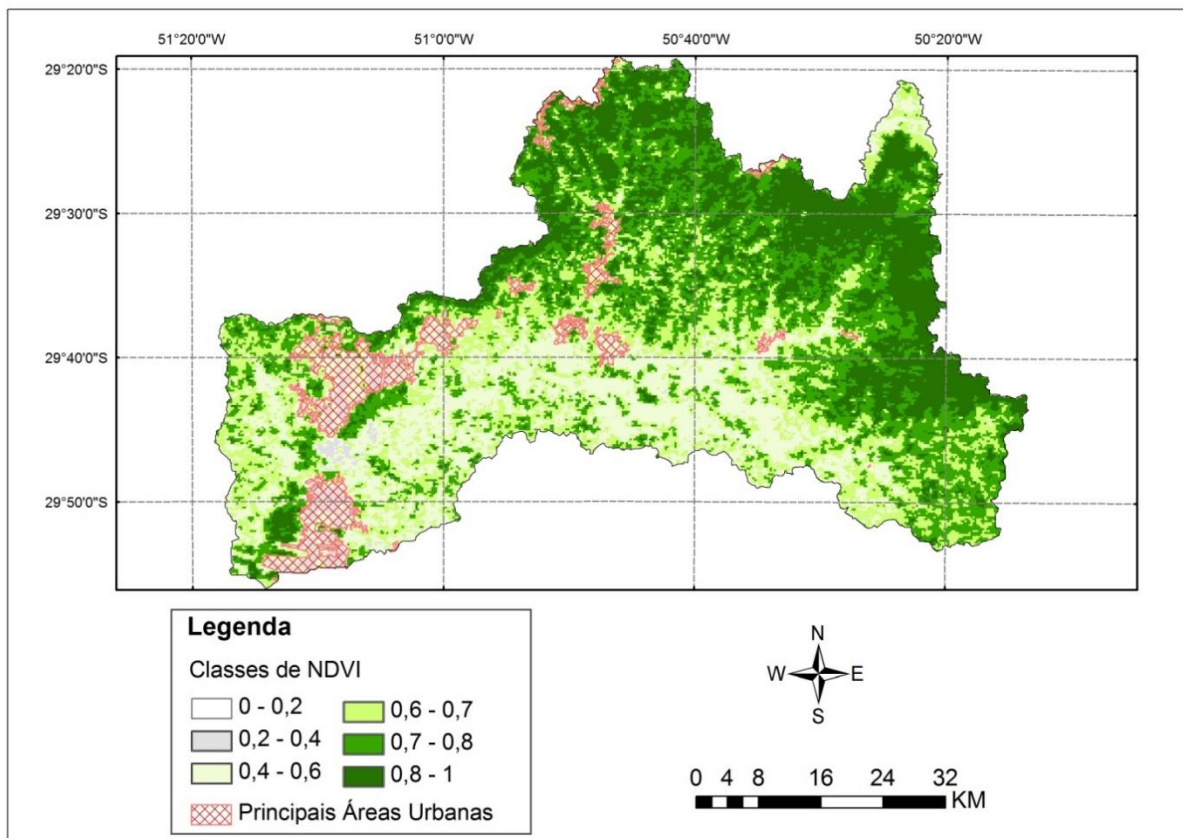 51°20'0"W 51°0'0"W 50°40'0"W 50°20'0"W
29°20'0"S
29°30'0"S
29°40'0"S
29°50'0"S
Legenda
Classes de NDVI
0 - 0,2
0,2 - 0,4
0,4 - 0,6
0,6 - 0,7
0,7 - 0,8
0,8 - 1
Principais Áreas Urbanas
N
W E
S
0 4 8 16 24 32
KM